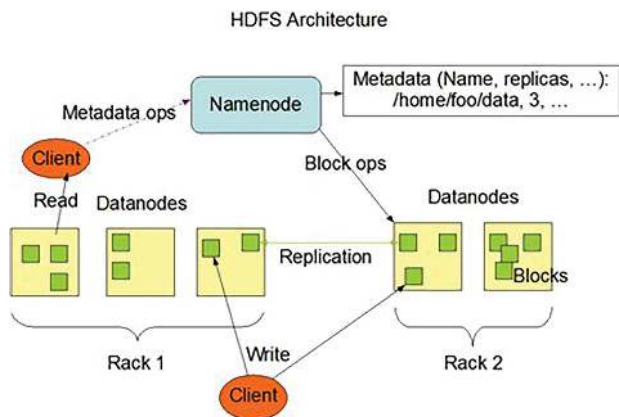 HDFS Architecture
Metadata (Name, replicas, ...):
/home/foo/data, 3, ...
Namenode
Metadata ops
Client
Block ops
Read
Datanodes
Datanodes
Replication
Blocks
Rack 1
Write
Rack 2
Client